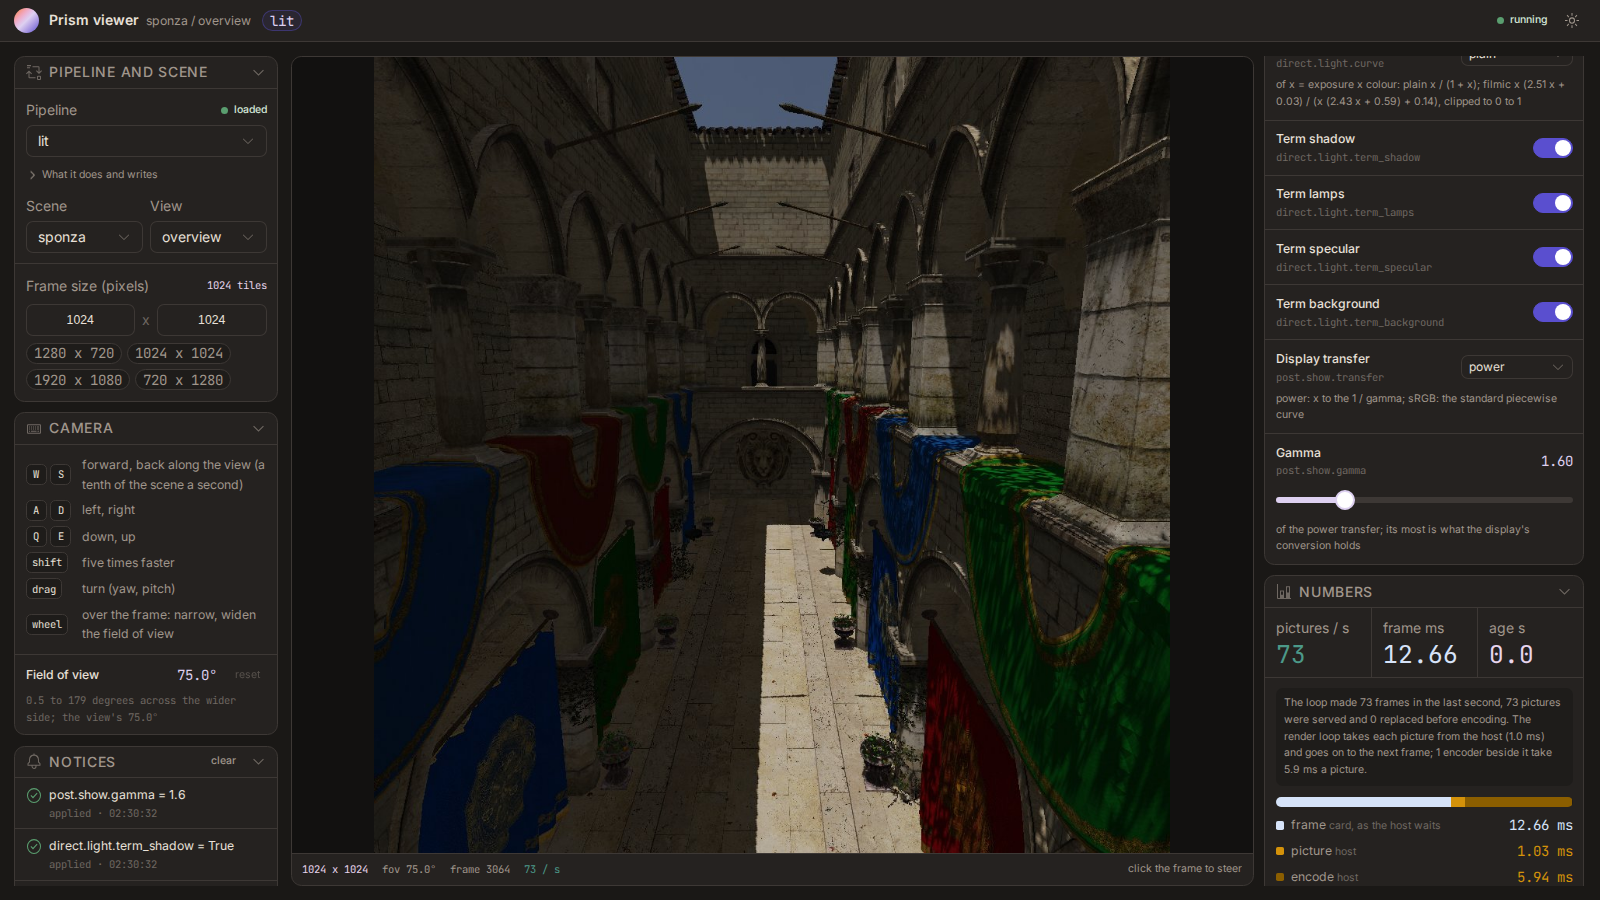 Prism viewer sponza / overview lit
running
PIPELINE AND SCENE
Pipeline
loaded
lit
What it does and writes
Scene
View
sponza
overview
Frame size (pixels)
1024 tiles
1024 x 1024
1280 x 720
1024 x 1024
1920 x 1080
720 x 1280
CAMERA
W S forward, back along the view (a
tenth of the scene a second)
A D left, right
Q E down, up
shift five times faster
drag turn (yaw, pitch)
wheel over the frame: narrow, widen
the field of view
Field of view
75.0°
reset
0.5 to 179 degrees across the wider
side; the view's 75.0°
NOTICES
clear
post.show.gamma = 1.6
applied · 02:30:32
direct.light.term_shadow = True
applied · 02:30:32
1024 x 1024 fov 75.0° frame 3064 73 / s
click the frame to steer
direct.light.curve
plain
of x = exposure x colour: plain x / (1 + x); filmic x (2.51 x +
0.03) / (x (2.43 x + 0.59) + 0.14), clipped to 0 to 1
Term shadow
direct.light.term_shadow
Term lamps
direct.light.term_lamps
Term specular
direct.light.term_specular
Term background
direct.light.term_background
Display transfer
post.show.transfer
power
power: x to the 1 / gamma; sRGB: the standard piecewise
curve
Gamma
post.show.gamma
1.60
of the power transfer; its most is what the display's
conversion holds
NUMBERS
pictures / s
73
frame ms
12.66
age s
0.0
The loop made 73 frames in the last second, 73 pictures
were served and 0 replaced before encoding. The
render loop takes each picture from the host (1.0 ms)
and goes on to the next frame; 1 encoder beside it take
5.9 ms a picture.
frame card, as the host waits 12.66 ms
picture host 1.03 ms
encode host 5.94 ms